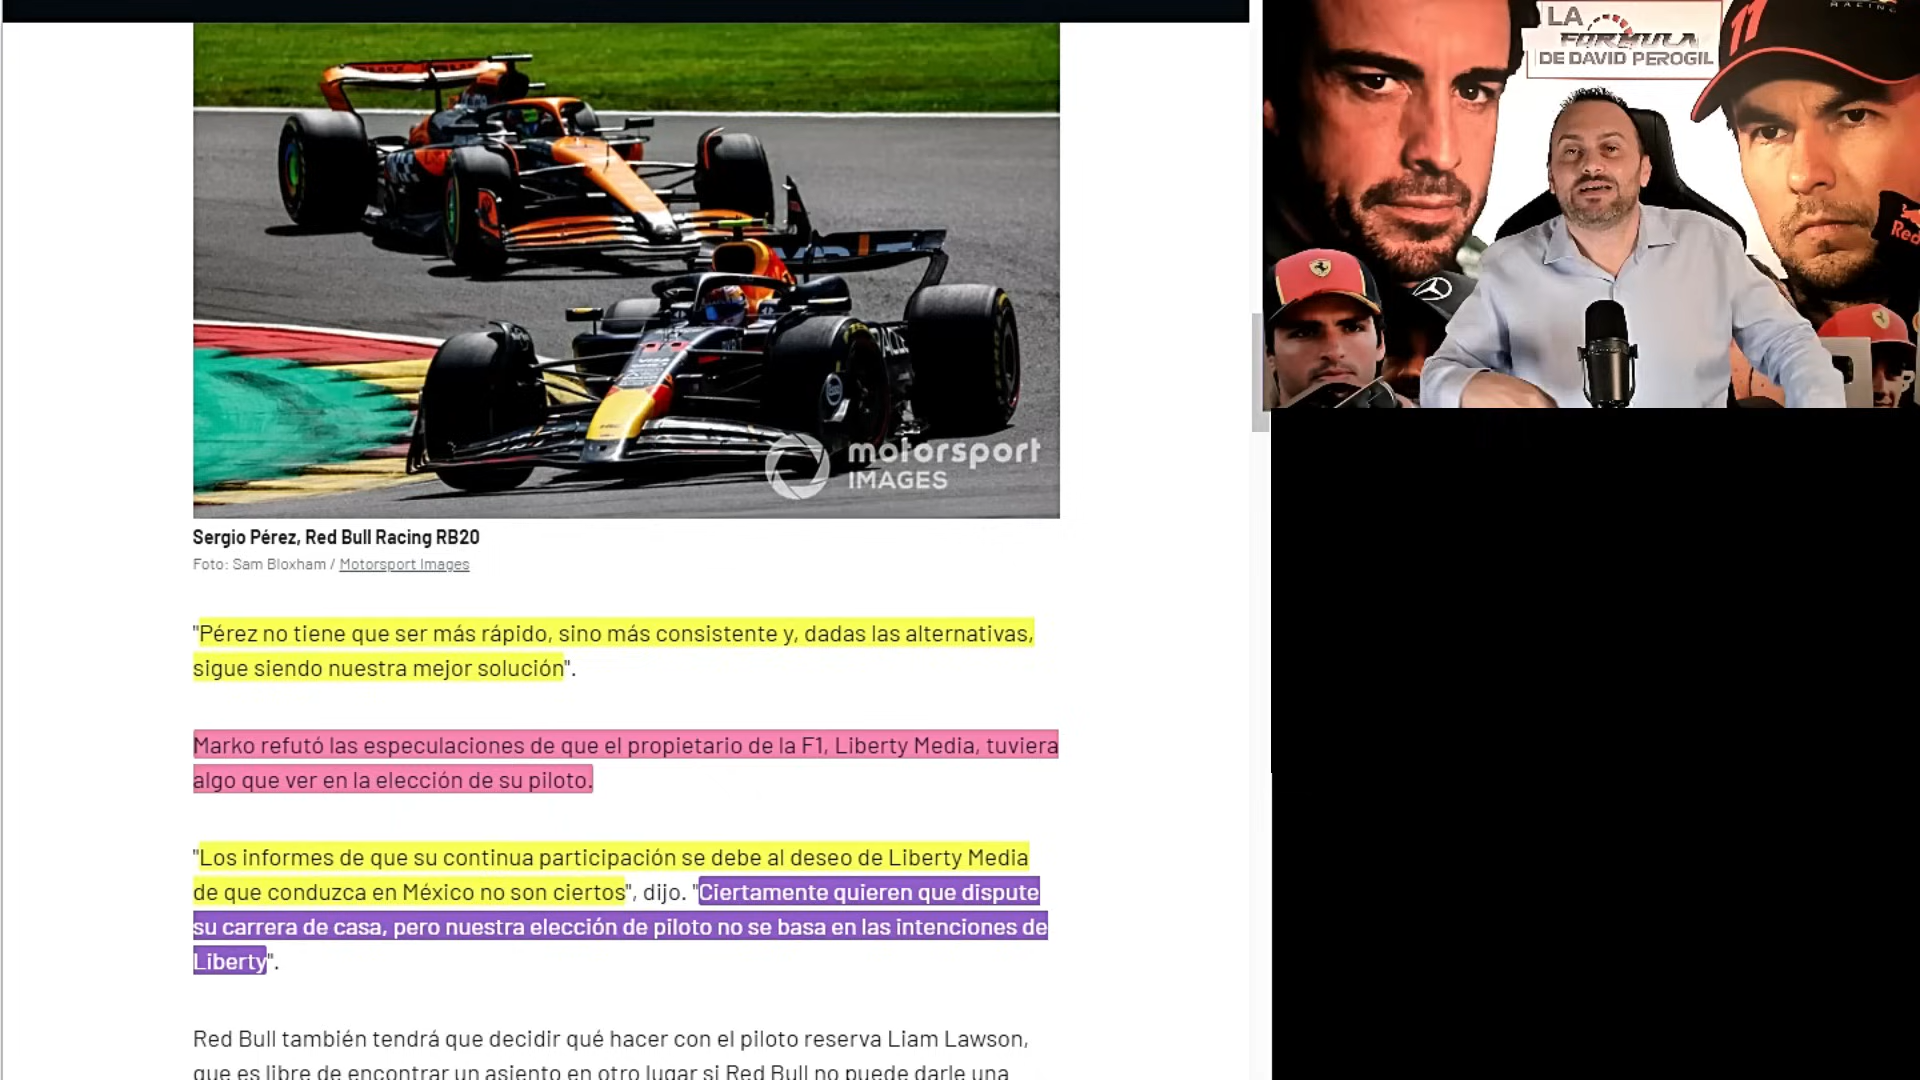 motorsport
IMAGES
Sergio Pérez, Red Bull Racing RB20
Foto: Sam Bloxham / Motorsport Images
"Pérez no tiene que ser más rápido, sino más consistente y, dadas las alternativas,
sigue siendo nuestra mejor solución".
Marko refutó las especulaciones de que el propietario de la F1, Liberty Media, tuviera
algo que ver en la elección de su piloto.
"Los informes de que su continua participación se debe al deseo de Liberty Media
de que conduzca en México no son ciertos", dijo. "Ciertamente quieren que dispute
su carrera de casa, pero nuestra elección de piloto no se basa en las intenciones de
Liberty".
Red Bull también tendrá que decidir qué hacer con el piloto reserva Liam Lawson,
que es libre de encontrar un asiento en otro lugar si Red Bull no puede darle una
LA
FÓRMULA
DE DAVID PEROGIL
RACING
11
Red